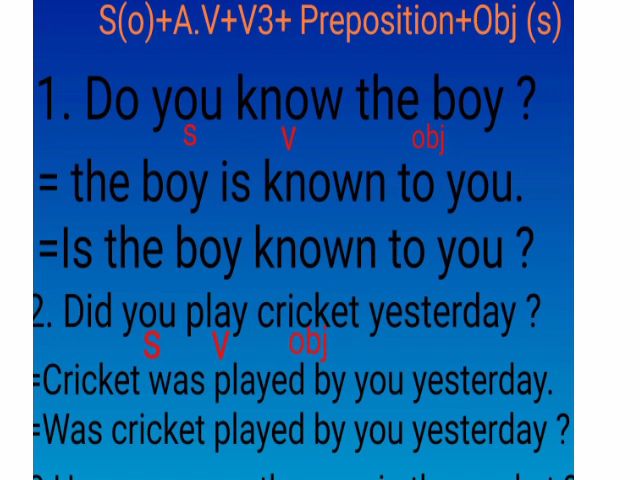 S(o)+A.V+V3+ Preposition+Obj (s)
1. Do you know the boy ?
s v obj
= the boy is known to you.
=Is the boy known to you ?
2. Did you play cricket yesterday ?
s v obj
=Cricket was played by you yesterday.
=Was cricket played by you yesterday ?